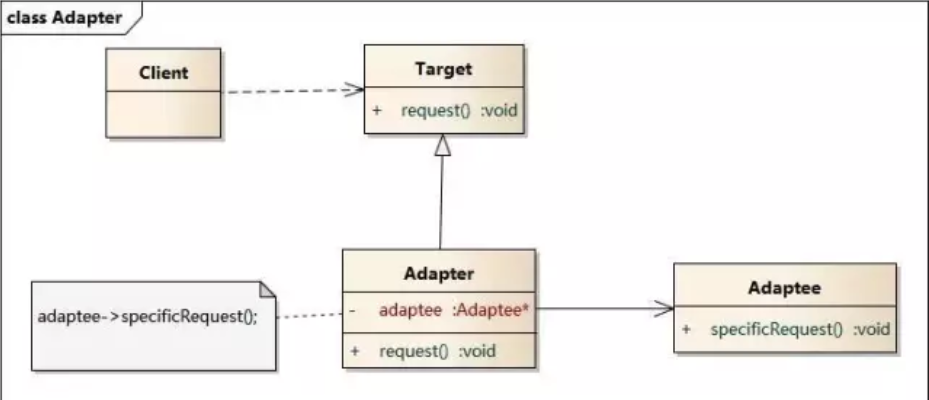 class Adapter
Client
Target
+ request() :void
Adapter
- adaptee :Adaptee*
+ request() :void
adaptee->specificRequest();
Adaptee
+ specificRequest() :void